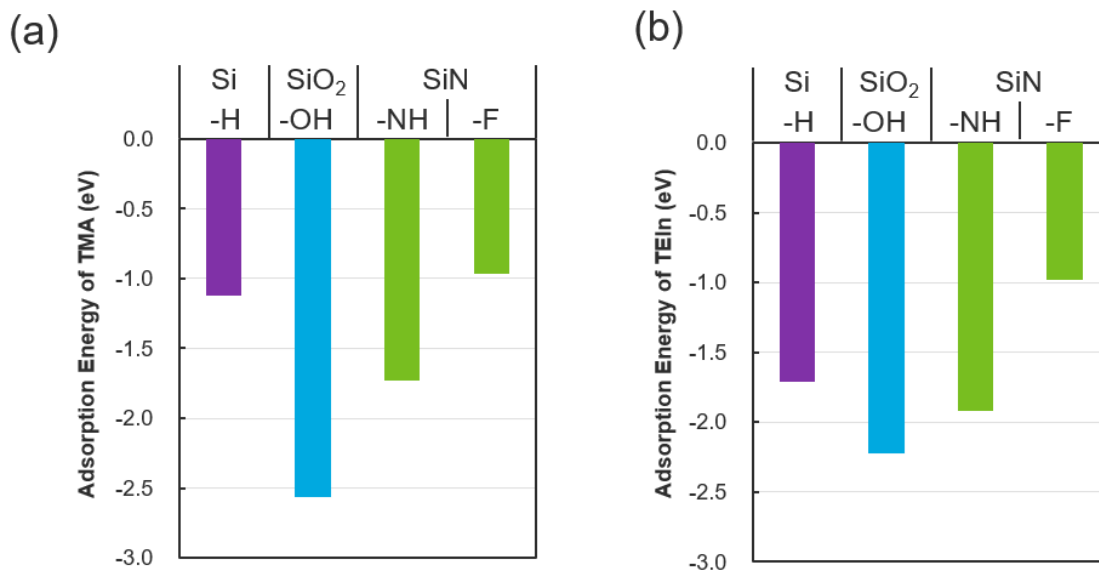 (a)
Si SiO2 SiN
-H -OH -NH -F
Adsorption Energy of TMA (eV)
0.0
-0.5
-1.0
-1.5
-2.0
-2.5
-3.0
(b)
Si SiO2 SiN
-H -OH -NH -F
Adsorption Energy of TEIn (eV)
0.0
-0.5
-1.0
-1.5
-2.0
-2.5
-3.0